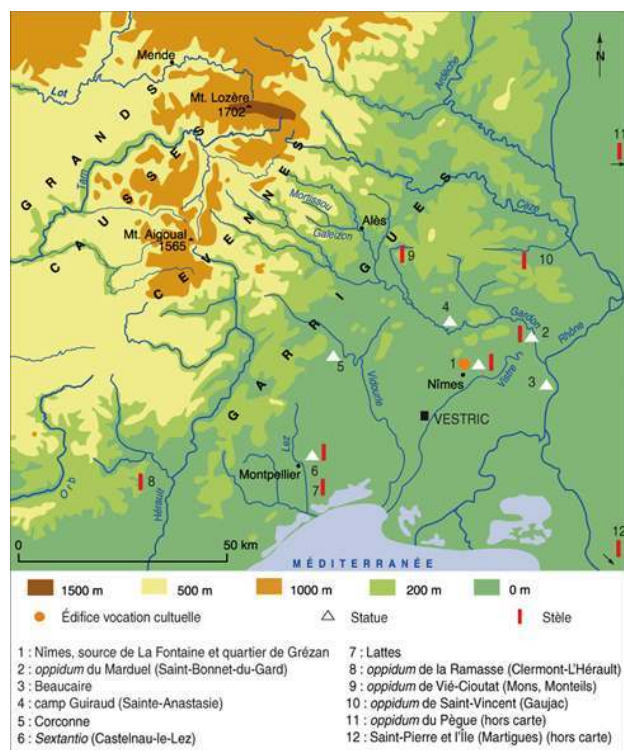 Mende
Lot
Mt. Lozère
1702
Ardèche
N
11
GRANDS
CAUSSES
Tarn
CEVENNES
Mortissou
Galeizon
Alès
Cèze
Mt. Aigoual
1565
GARRIGUES
9
10
4
Gardon
2
Rhône
5
Vidourle
1
Nîmes
Vistre
3
VESTRIC
Lez
6
Montpellier
7
8
Orb
Hérault
12
0
50 km
MÉDITERRANÉE
1500 m
500 m
1000 m
200 m
0 m
Édifice vocation cultuelle
Statue
Stèle
1 : Nîmes, source de La Fontaine et quartier de Grézan
2 : oppidum du Marduel (Saint-Bonnet-du-Gard)
3 : Beaucaire
4 : camp Guiraud (Sainte-Anastasie)
5 : Corconne
6 : Sextantio (Castelnau-le-Lez)
7 : Lattes
8 : oppidum de la Ramasse (Clermont-L'Hérault)
9 : oppidum de Vié-Cioutat (Mons, Monteils)
10 : oppidum de Saint-Vincent (Gaujac)
11 : oppidum du Pègue (hors carte)
12 : Saint-Pierre et l'Île (Martigues) (hors carte)